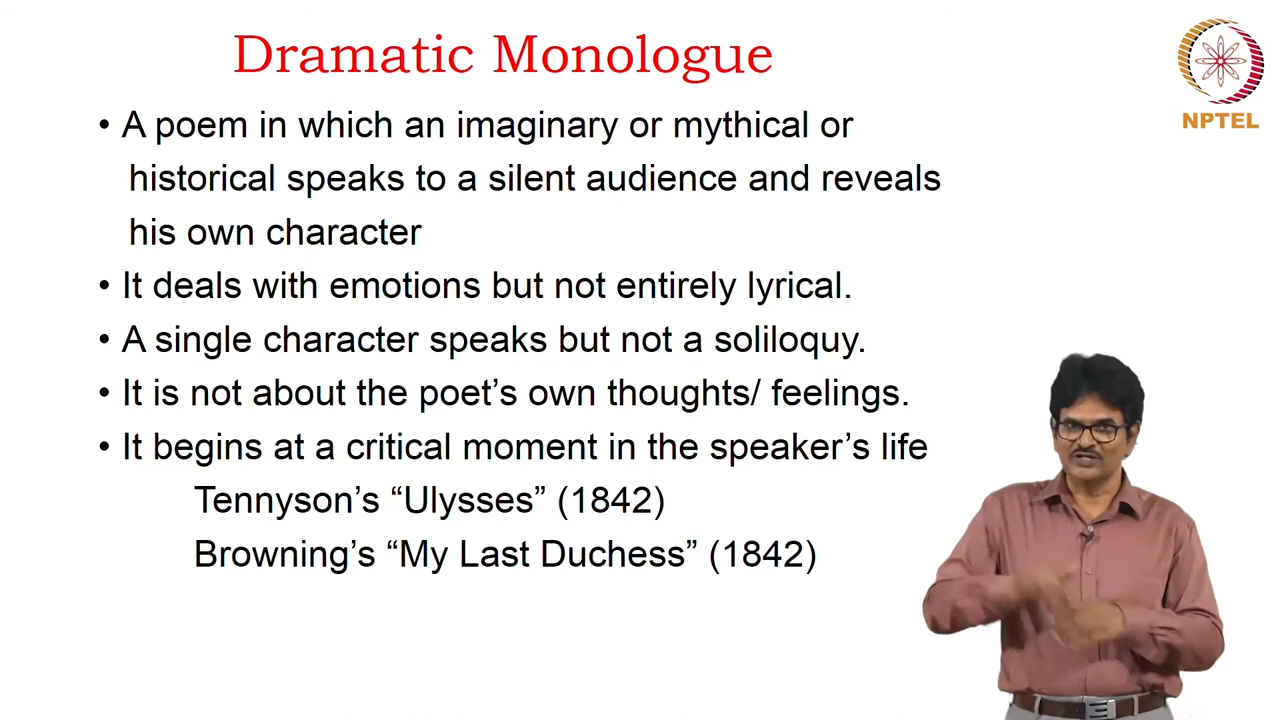 Dramatic Monologue
NPTEL
• A poem in which an imaginary or mythical or
historical speaks to a silent audience and reveals
his own character
• It deals with emotions but not entirely lyrical.
• A single character speaks but not a soliloquy.
• It is not about the poet’s own thoughts/ feelings.
• It begins at a critical moment in the speaker’s life
Tennyson’s “Ulysses” (1842)
Browning’s “My Last Duchess” (1842)